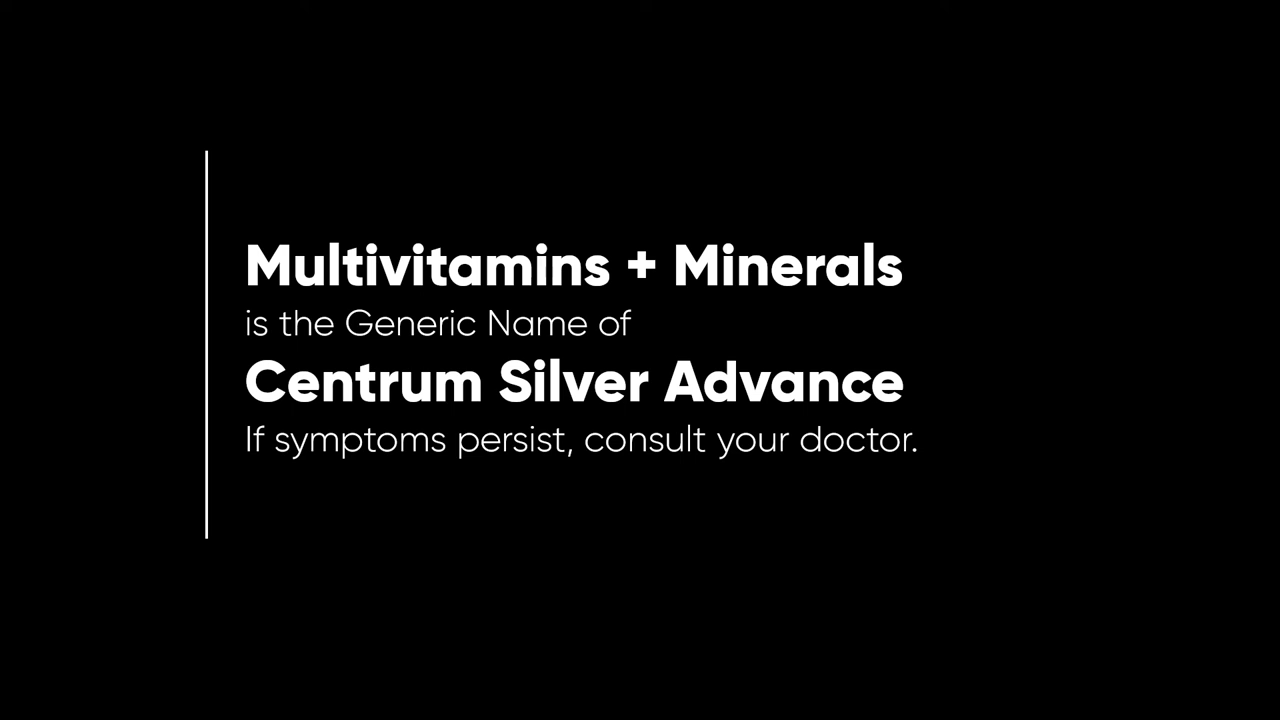 Multivitamins + Minerals
is the Generic Name of
Centrum Silver Advance
If symptoms persist, consult your doctor.